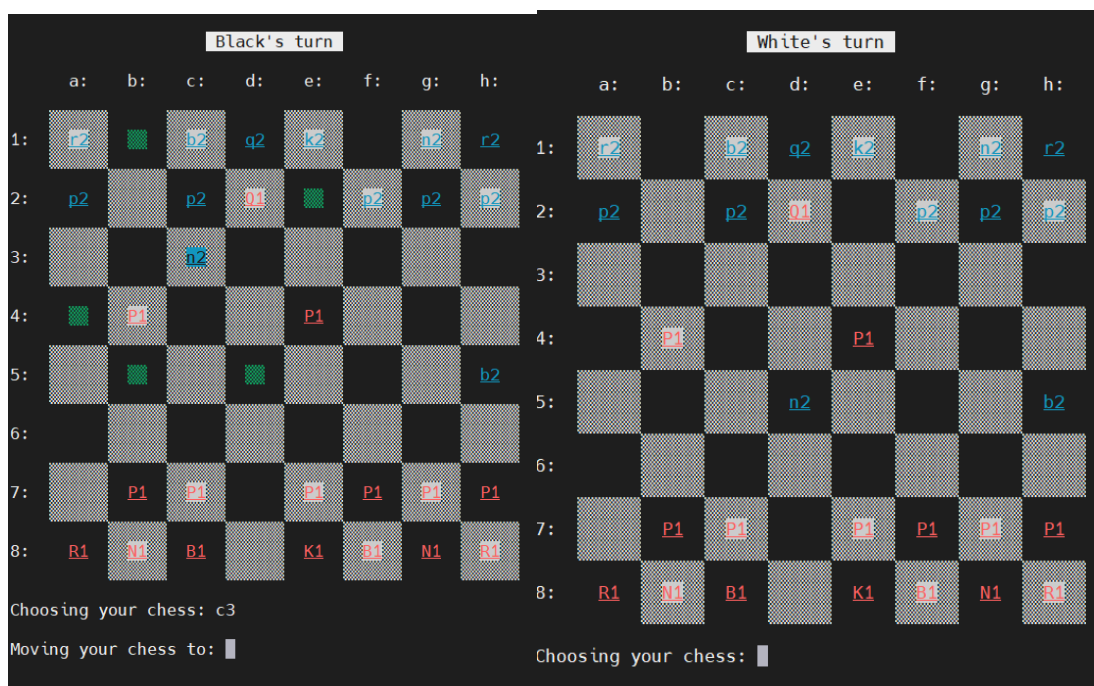 Black's turn
a: b: c: d: e: f: g: h:
1: r2 b2 q2 k2 n2 r2
2: p2 p2 Q1 p2 p2 p2
3: n2
4: P1 P1
5: b2
6:
7: P1 P1 P1 P1 P1 P1
8: R1 N1 B1 K1 B1 N1 R1
Choosing your chess: c3
Moving your chess to:
White's turn
a: b: c: d: e: f: g: h:
1: r2 b2 q2 k2 n2 r2
2: p2 p2 Q1 p2 p2 p2
3:
4: P1 P1
5: n2 b2
6:
7: P1 P1 P1 P1 P1 P1
8: R1 N1 B1 K1 B1 N1 R1
Choosing your chess: